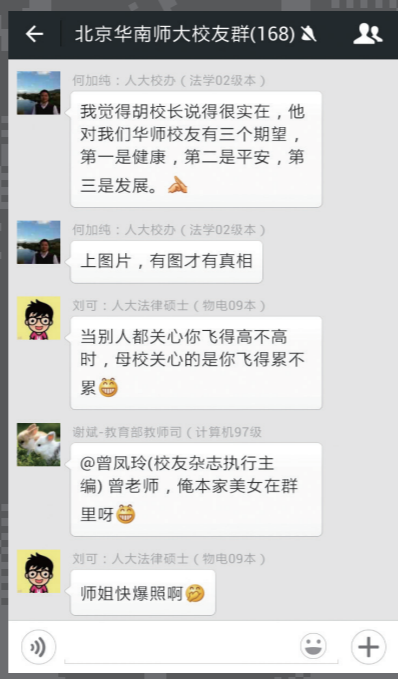 北京华南师大校友群(168)
何加纯：人大校办（法学02级本）
我觉得胡校长说得很实在，他
对我们华师校友有三个期望，
第一是健康，第二是平安，第
三是发展。
何加纯：人大校办（法学02级本）
上图片，有图才有真相
刘可：人大法律硕士（物电09本）
当别人都关心你飞得高不高
时，母校关心的是你飞得累不
累
谢斌-教育部教师司（计算机97级
@曾凤玲(校友杂志执行主
编) 曾老师，俺本家美女在群
里呀
刘可：人大法律硕士（物电09本）
师姐快爆照啊